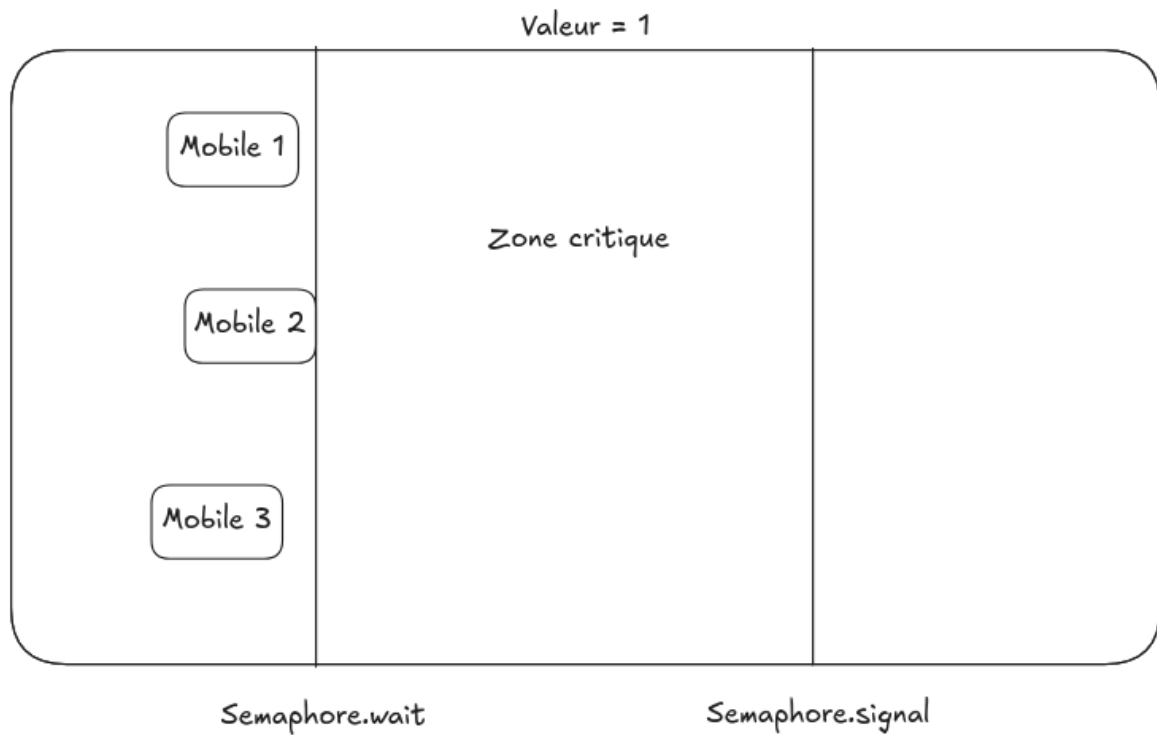 Valeur = 1
Mobile 1
Zone critique
Mobile 2
Mobile 3
Semaphore.wait
Semaphore.signal